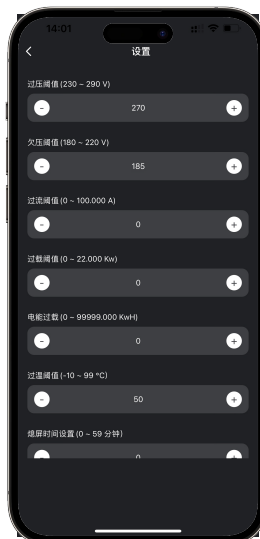 14:01
设置
过压阈值 (230 ~ 290 V)
- 270 +
欠压阈值 (180 ~ 220 V)
- 185 +
过流阈值 (0 ~ 100.000 A)
- 0 +
过载阈值 (0 ~ 22.000 Kw)
- 0 +
电能过载 (0 ~ 99999.000 KwH)
- 0 +
过温阈值 (-10 ~ 99 °C)
- 50 +
熄屏时间设置 (0 ~ 59 分钟)
- 0 +